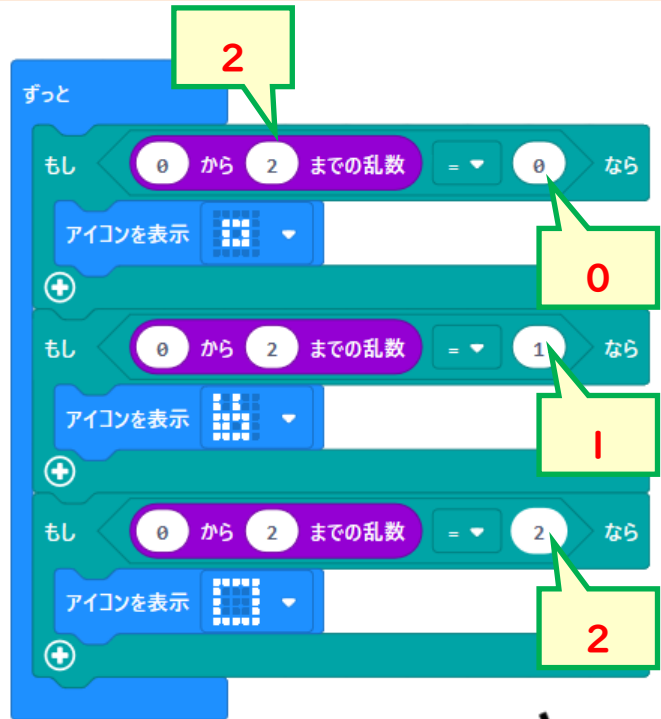 2
ずっと
もし 0 から 2 までの乱数 = 0 なら
アイコンを表示
0
もし 0 から 2 までの乱数 = 1 なら
アイコンを表示
1
もし 0 から 2 までの乱数 = 2 なら
アイコンを表示
2